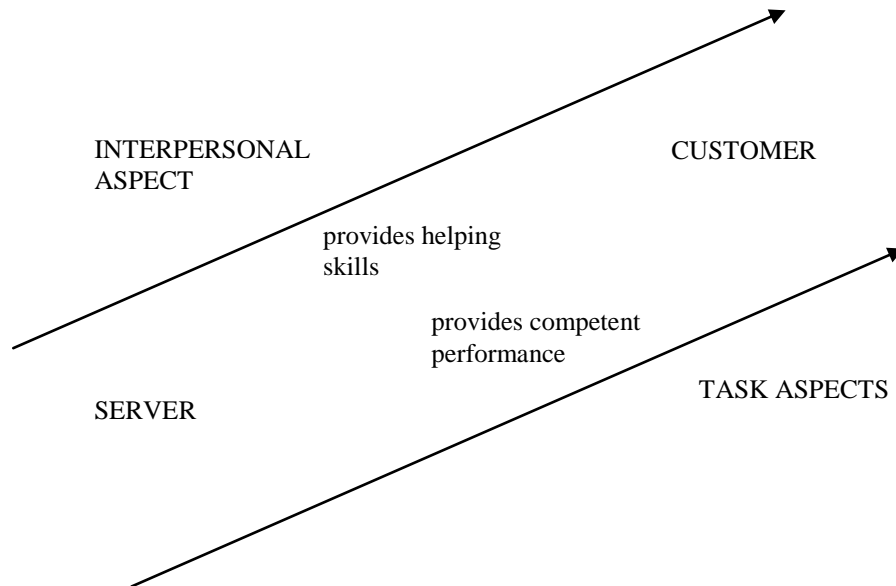 INTERPERSONAL
ASPECT
CUSTOMER
provides helping
skills
provides competent
performance
TASK ASPECTS
SERVER